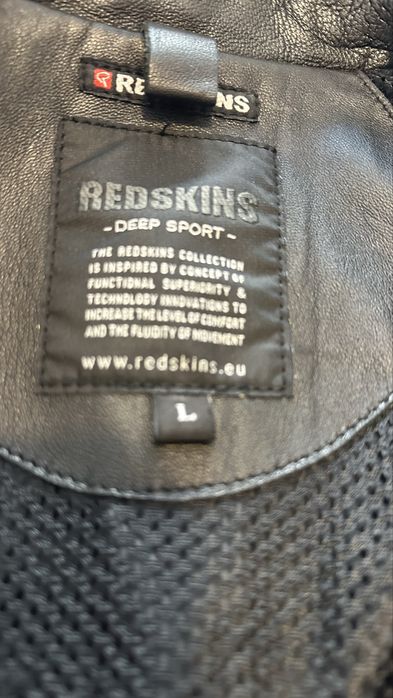 REDSKINS
REDSKINS
-DEEP SPORT-
THE REDSKINS COLLECTION
IS INSPIRED BY CONCEPT OF
FUNCTIONAL SUPERIORITY &
TECHNOLOGY INNOVATIONS TO
INCREASE THE LEVEL OF COMFORT
AND THE FLUIDITY OF MOVEMENT
www.redskins.eu
L